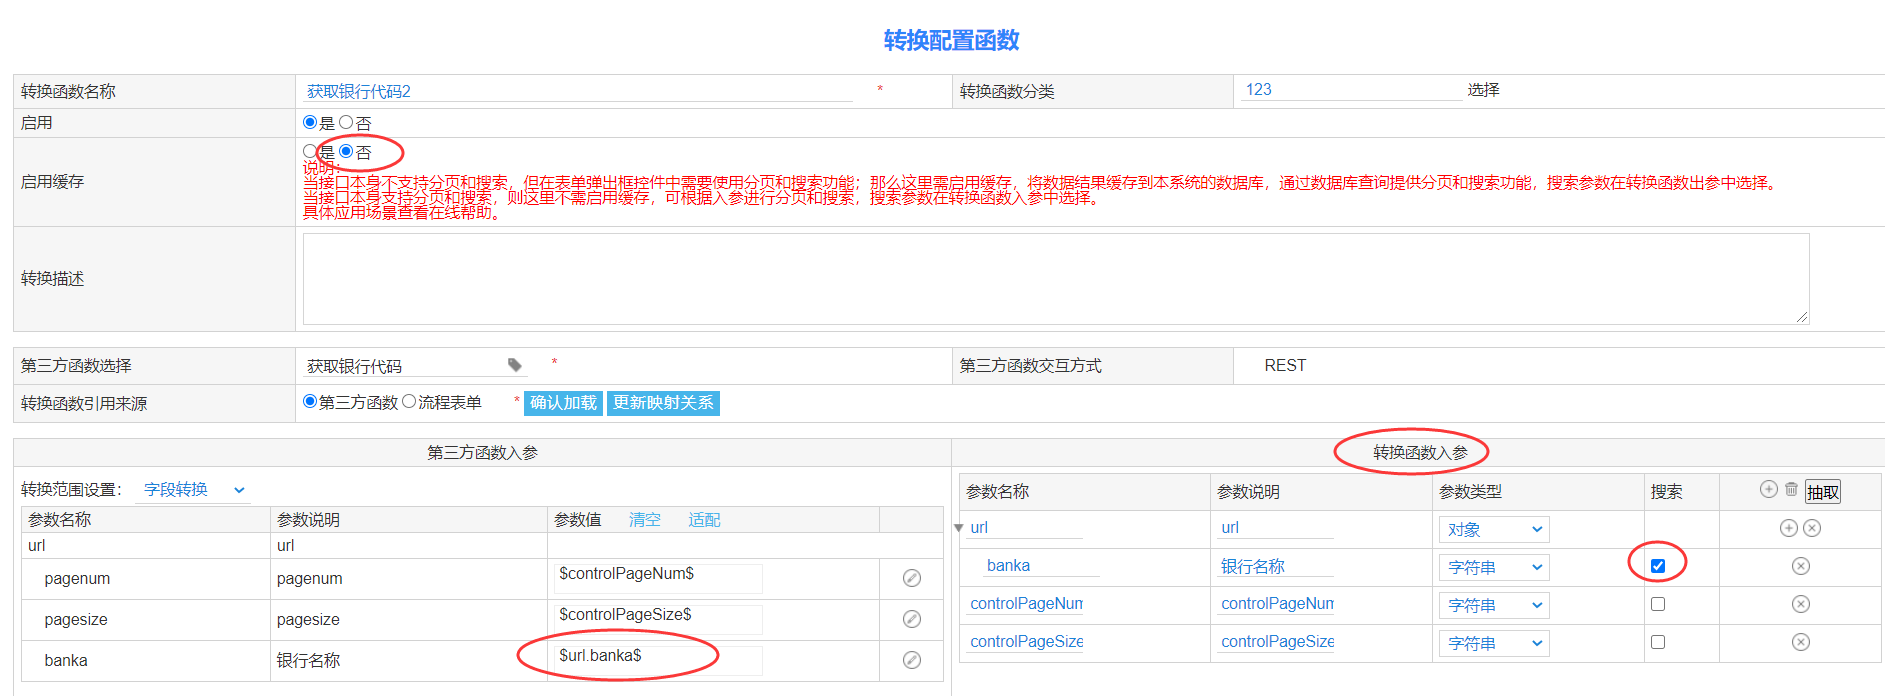 转换配置函数
转换函数名称 获取银行代码2 * 转换函数分类 123 选择
启用 是 否
启用缓存 是 否
说明：
当接口本身不支持分页和搜索，但在表单弹出框控件中需要使用分页和搜索功能；那么这里需启用缓存，将数据结果缓存到本系统的数据库，通过数据库查询提供分页和搜索功能，搜索参数在转换函数出参中选择。
当接口本身支持分页和搜索，则这里不需启用缓存，可根据入参进行分页和搜索，搜索参数在转换函数入参中选择。
具体应用场景查看在线帮助。
转换描述
第三方函数选择 获取银行代码 * 第三方函数交互方式 REST
转换函数引用来源 第三方函数 流程表单 * 确认加载 更新映射关系
第三方函数入参
转换范围设置： 字段转换
参数名称 参数说明 参数值 清空 适配
url url
pagenum pagenum $controlPageNum$
pagesize pagesize $controlPageSize$
banka 银行名称 $url.banka$
转换函数入参
参数名称 参数说明 参数类型 搜索 抽取
url url 对象
banka 银行名称 字符串
controlPageNum controlPageNum 字符串
controlPageSize controlPageSize 字符串